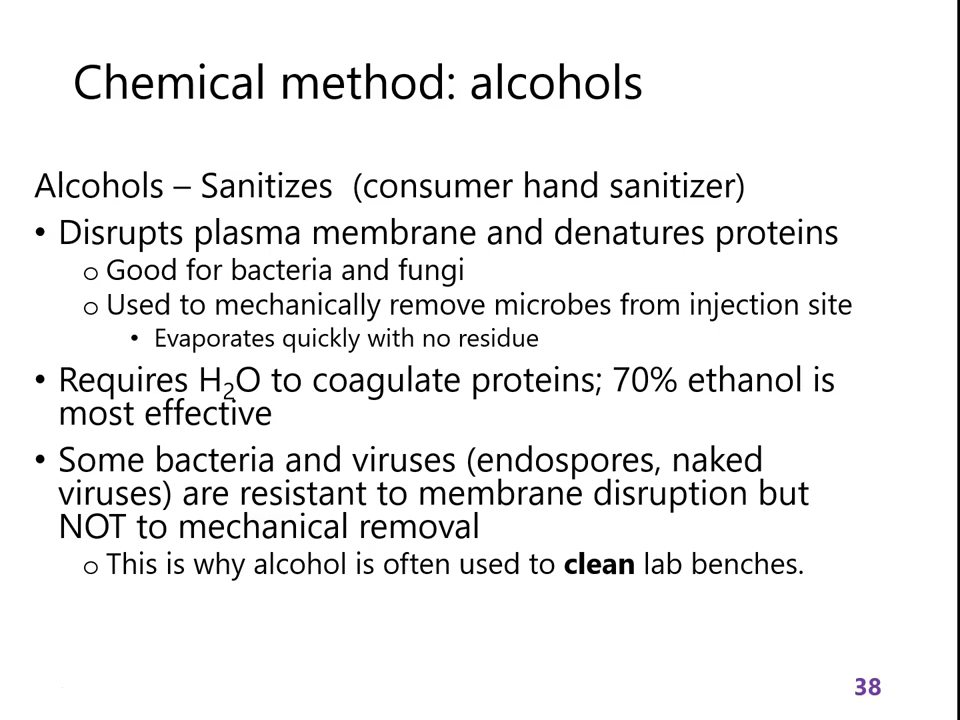 Chemical method: alcohols
Alcohols – Sanitizes (consumer hand sanitizer)
• Disrupts plasma membrane and denatures proteins
o Good for bacteria and fungi
o Used to mechanically remove microbes from injection site
• Evaporates quickly with no residue
• Requires H₂O to coagulate proteins; 70% ethanol is
most effective
• Some bacteria and viruses (endospores, naked
viruses) are resistant to membrane disruption but
NOT to mechanical removal
o This is why alcohol is often used to clean lab benches.
38